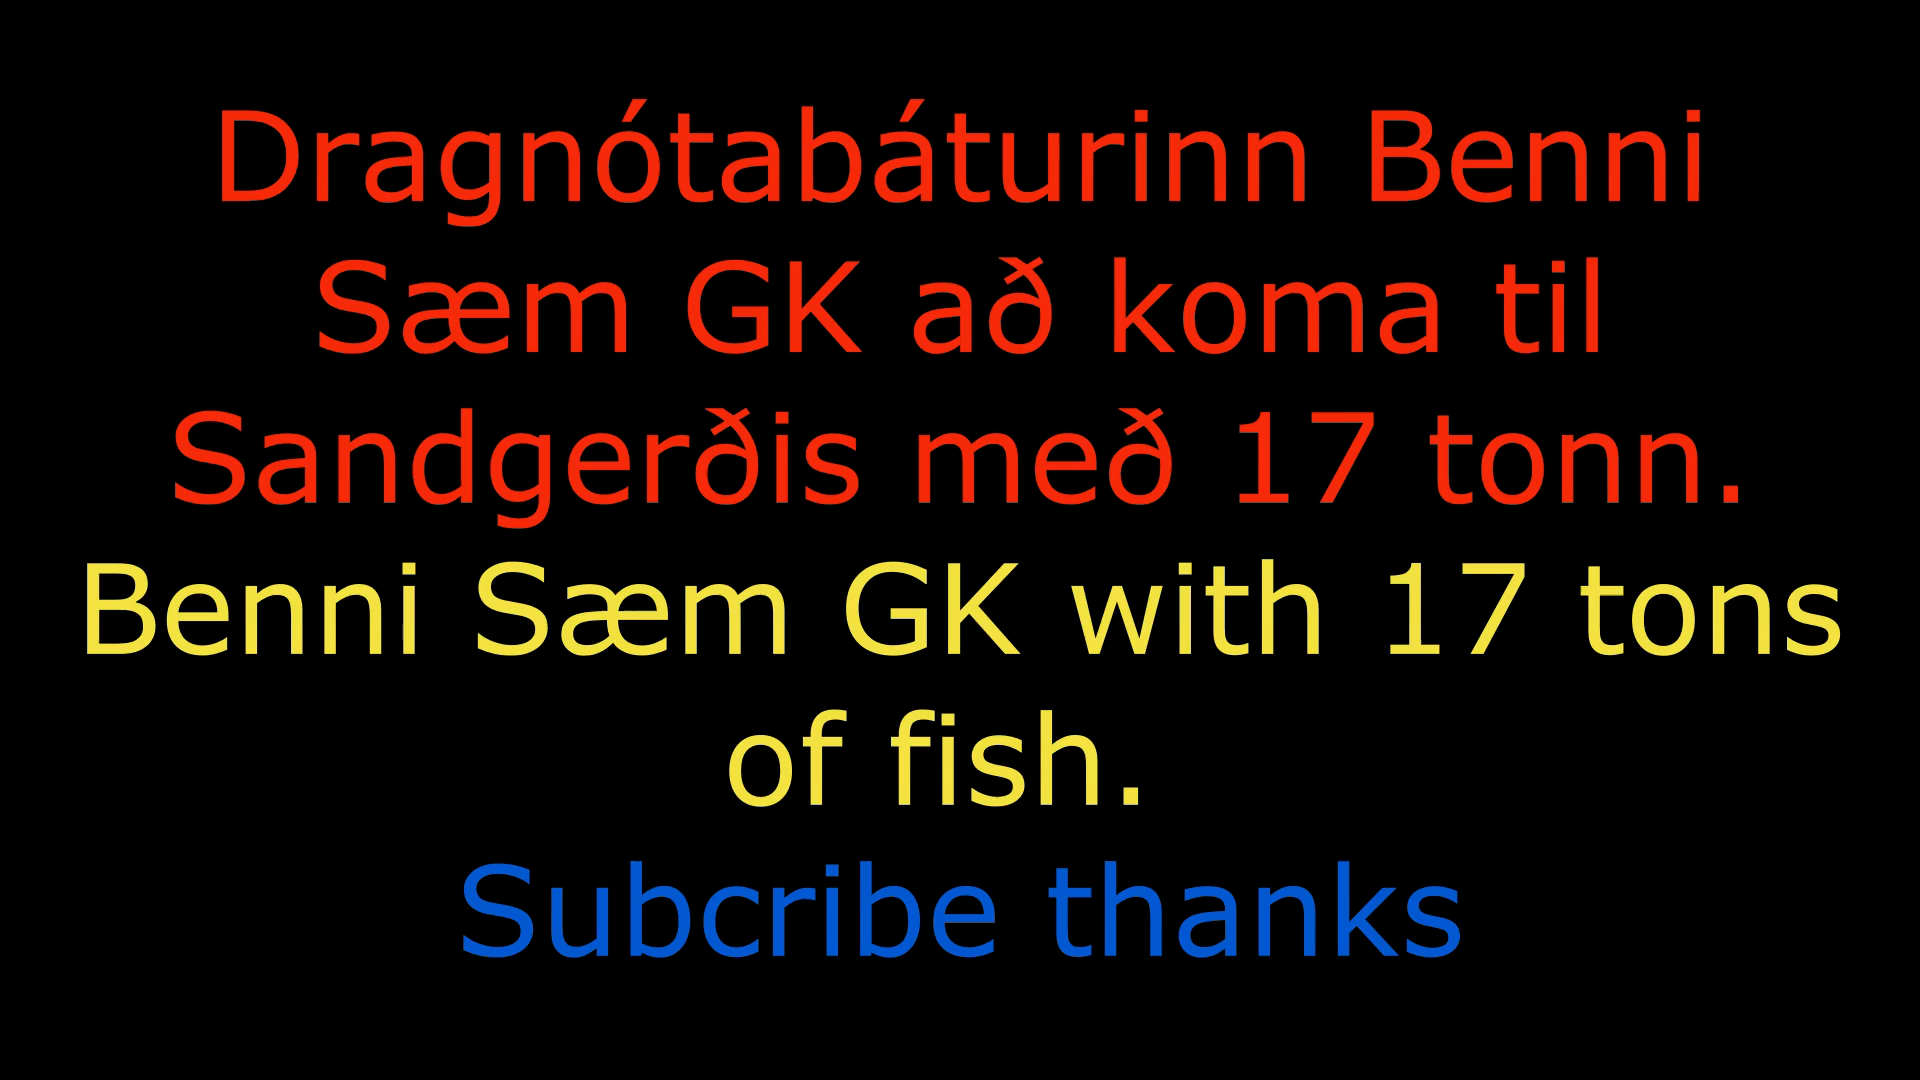 Dragnótabáturinn Benni
Sæm GK að koma til
Sandgerðis með 17 tonn.
Benni Sæm GK with 17 tons
of fish.
Subcribe thanks